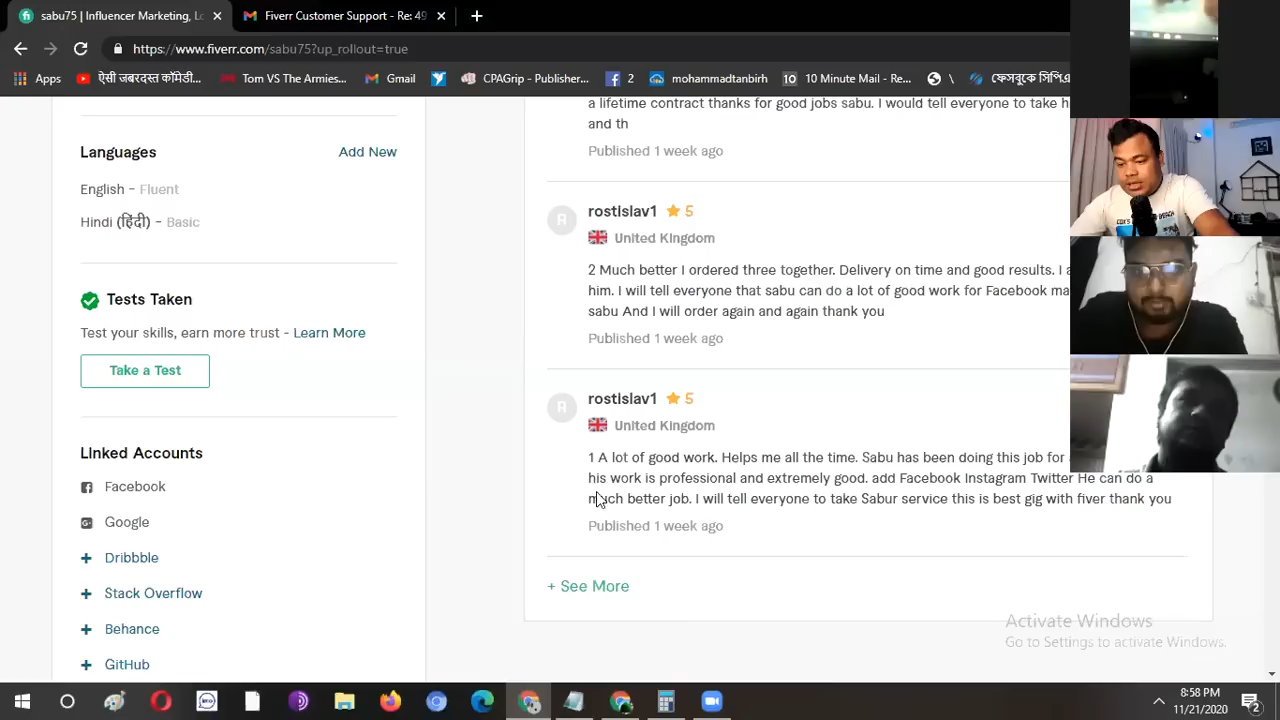 sabu75 | Influencer Marketing, Lo
Fiverr Customer Support - Re: 49
https://www.fiverr.com/sabu75?up_rollout=true
Apps
ऐसी जबरदस्त कॉमेडी...
Tom VS The Armies...
Gmail
CPAGrip - Publisher...
2
mohammadtanbirh
10 10 Minute Mail - Re...
ফেসবুকে সিপিএ
Languages
Add New
English - Fluent
Hindi (हिंदी) - Basic
Tests Taken
Test your skills, earn more trust - Learn More
Take a Test
Linked Accounts
Facebook
Google
+ Dribbble
+ Stack Overflow
+ Behance
+ GitHub
a lifetime contract thanks for good jobs sabu. I would tell everyone to take h
and th
Published 1 week ago
R
rostislav1 ★ 5
United Kingdom
2 Much better I ordered three together. Delivery on time and good results. I a
him. I will tell everyone that sabu can do a lot of good work for Facebook ma
sabu And I will order again and again thank you
Published 1 week ago
R
rostislav1 ★ 5
United Kingdom
1 A lot of good work. Helps me all the time. Sabu has been doing this job for
his work is professional and extremely good. add Facebook Instagram Twitter He can do a
much better job. I will tell everyone to take Sabur service this is best gig with fiver thank you
Published 1 week ago
+ See More
Activate Windows
Go to Settings to activate Windows.
8:58 PM
11/21/2020
2